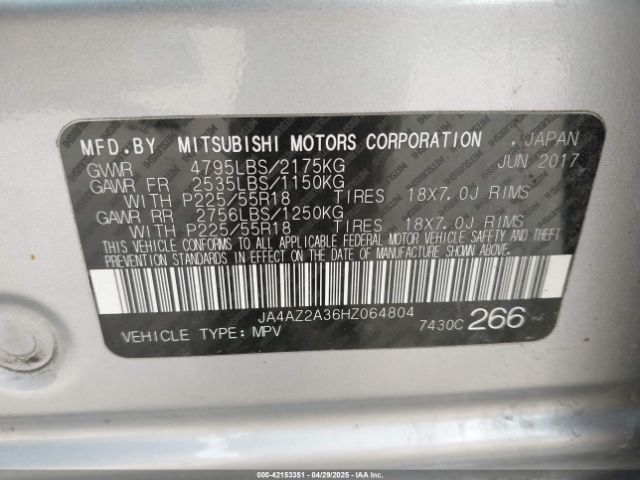 MFD.BY MITSUBISHI MOTORS CORPORATION , JAPAN
GVWR 4795LBS/2175KG JUN 2017
GAWR FR 2535LBS/1150KG
WITH P225/55R18 TIRES 18X7.0J RIMS
GAWR RR 2756LBS/1250KG
WITH P225/55R18 TIRES 18X7.0J RIMS
THIS VEHICLE CONFORMS TO ALL APPLICABLE FEDERAL MOTOR VEHICLE SAFETY AND THEFT
PREVENTION STANDARDS IN EFFECT ON THE DATE OF MANUFACTURE SHOWN ABOVE.
JA4AZ2A36HZ064804
VEHICLE TYPE: MPV 7430C 266
000-42153351 | 04/29/2025 - IAA Inc.